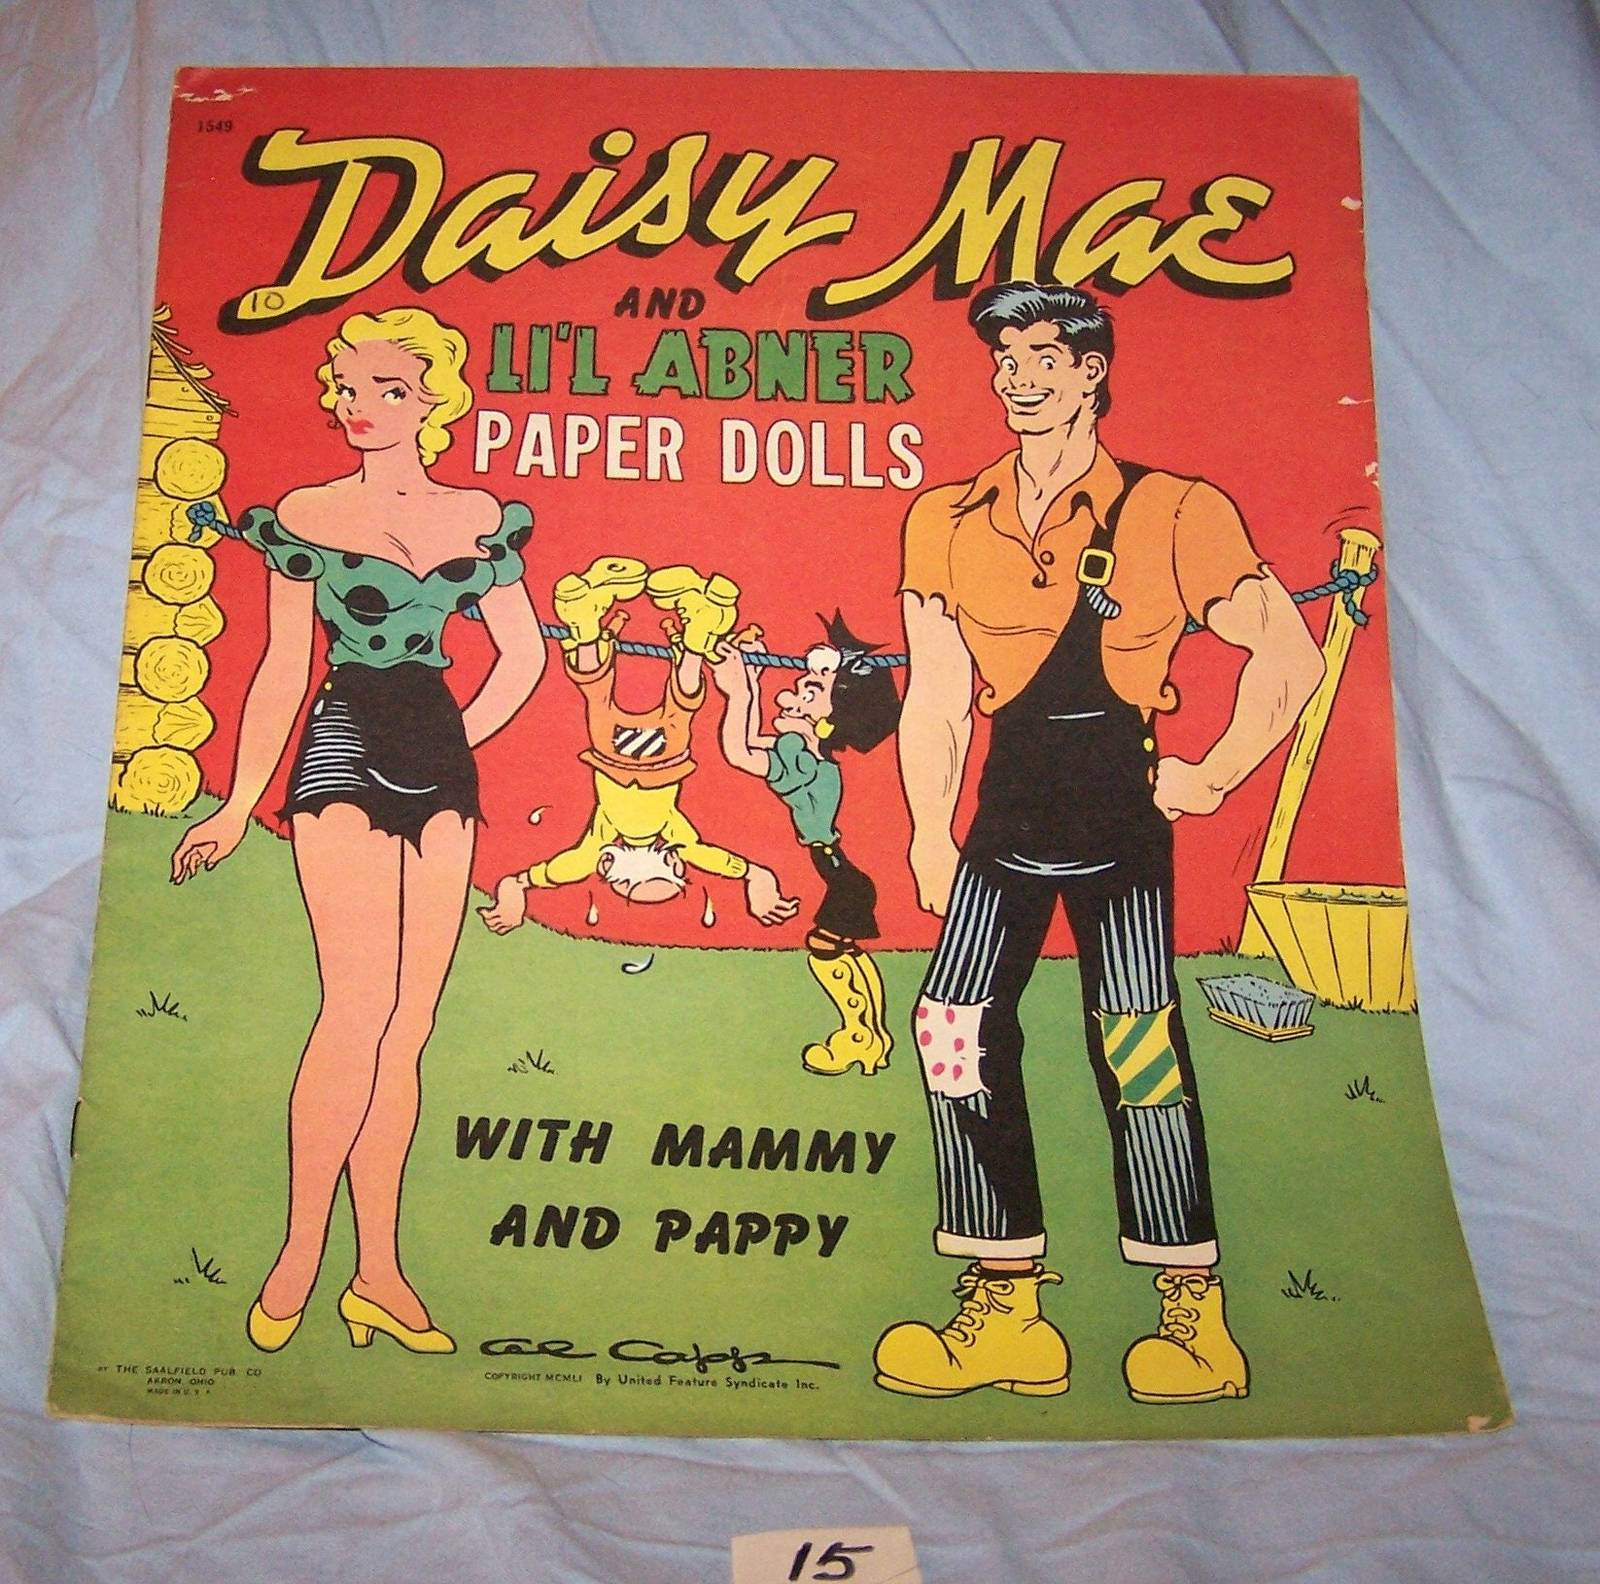 1549
Daisy Mae
10
AND
LI'L ABNER
PAPER DOLLS
WITH MAMMY
AND PAPPY
Al Capp
COPYRIGHT MCMLI By United Feature Syndicate Inc.
BY THE SAALFIELD PUB. CO
AKRON, OHIO
MADE IN U. S. A.
15